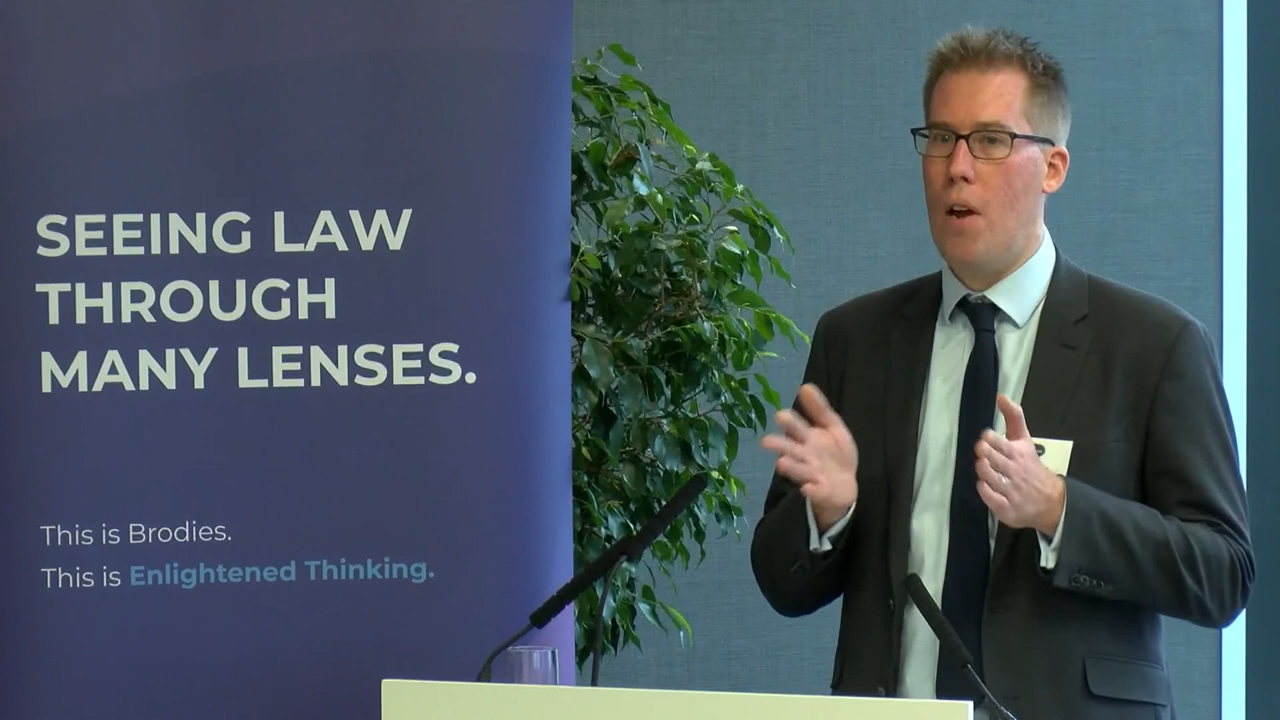 SEEING LAW
THROUGH
MANY LENSES.
This is Brodies.
This is Enlightened Thinking.